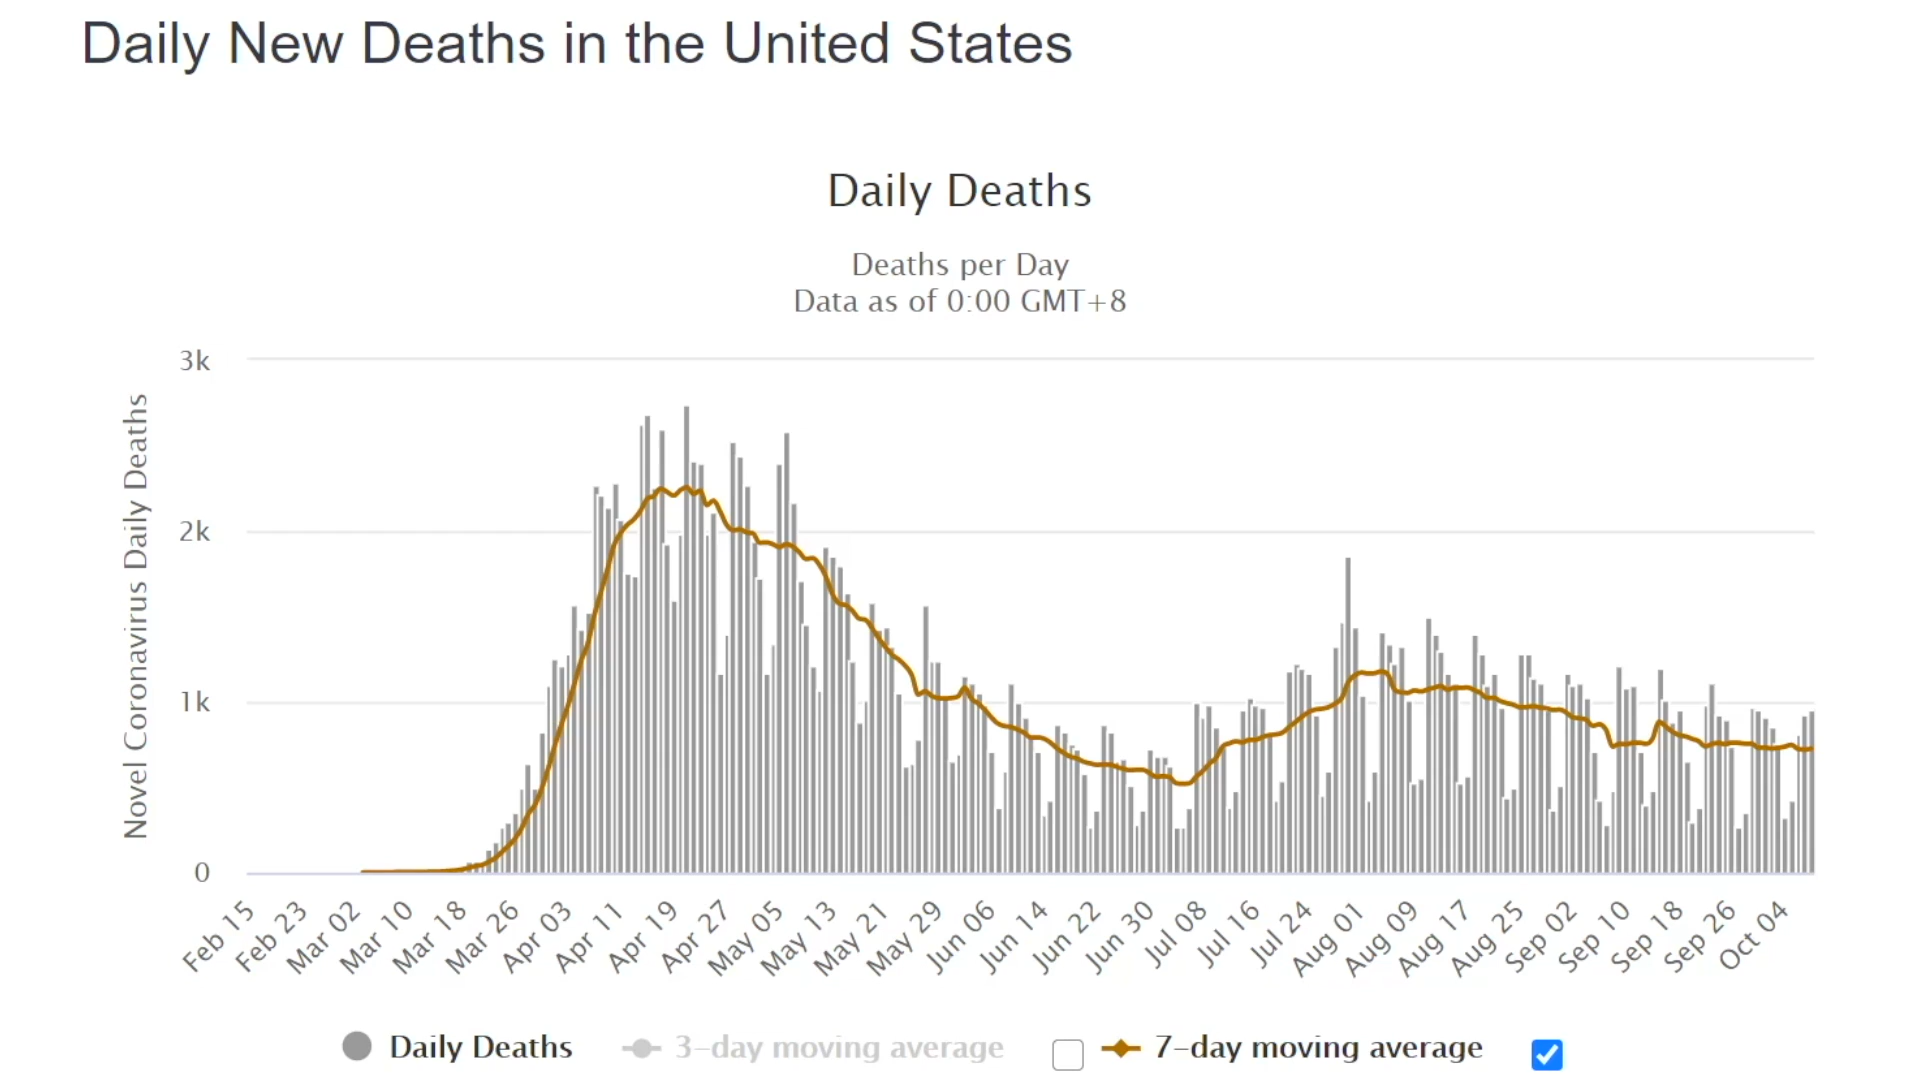 Daily New Deaths in the United States
Daily Deaths
Deaths per Day
Data as of 0:00 GMT+8
Novel Coronavirus Daily Deaths
3k
2k
1k
0
Feb 15
Feb 23
Mar 02
Mar 10
Mar 18
Mar 26
Apr 03
Apr 11
Apr 19
Apr 27
May 05
May 13
May 21
May 29
Jun 06
Jun 14
Jun 22
Jun 30
Jul 08
Jul 16
Jul 24
Aug 01
Aug 09
Aug 17
Aug 25
Sep 02
Sep 10
Sep 18
Sep 26
Oct 04
Daily Deaths
3-day moving average
7-day moving average